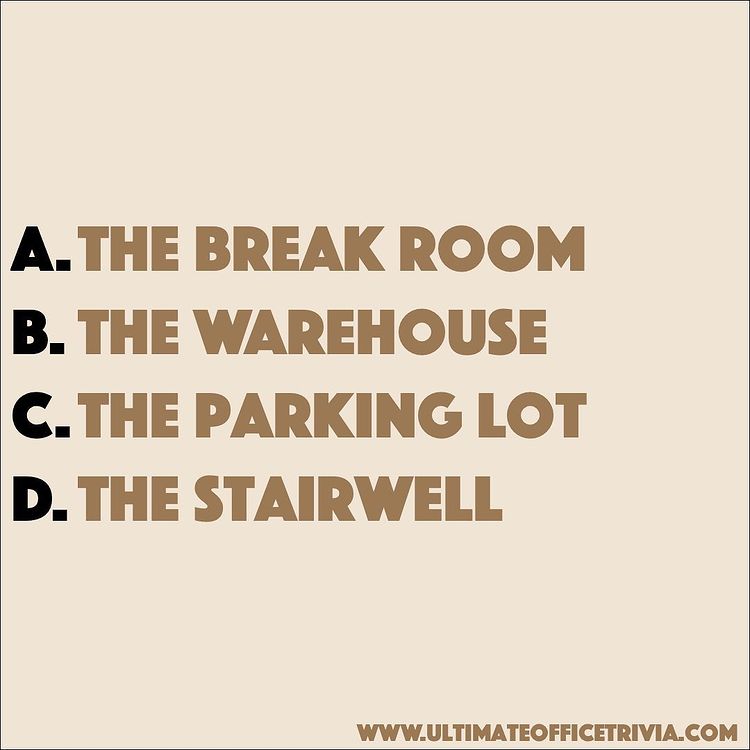 A. THE BREAK ROOM
B. THE WAREHOUSE
C. THE PARKING LOT
D. THE STAIRWELL
WWW.ULTIMATEOFFICETRIVIA.COM